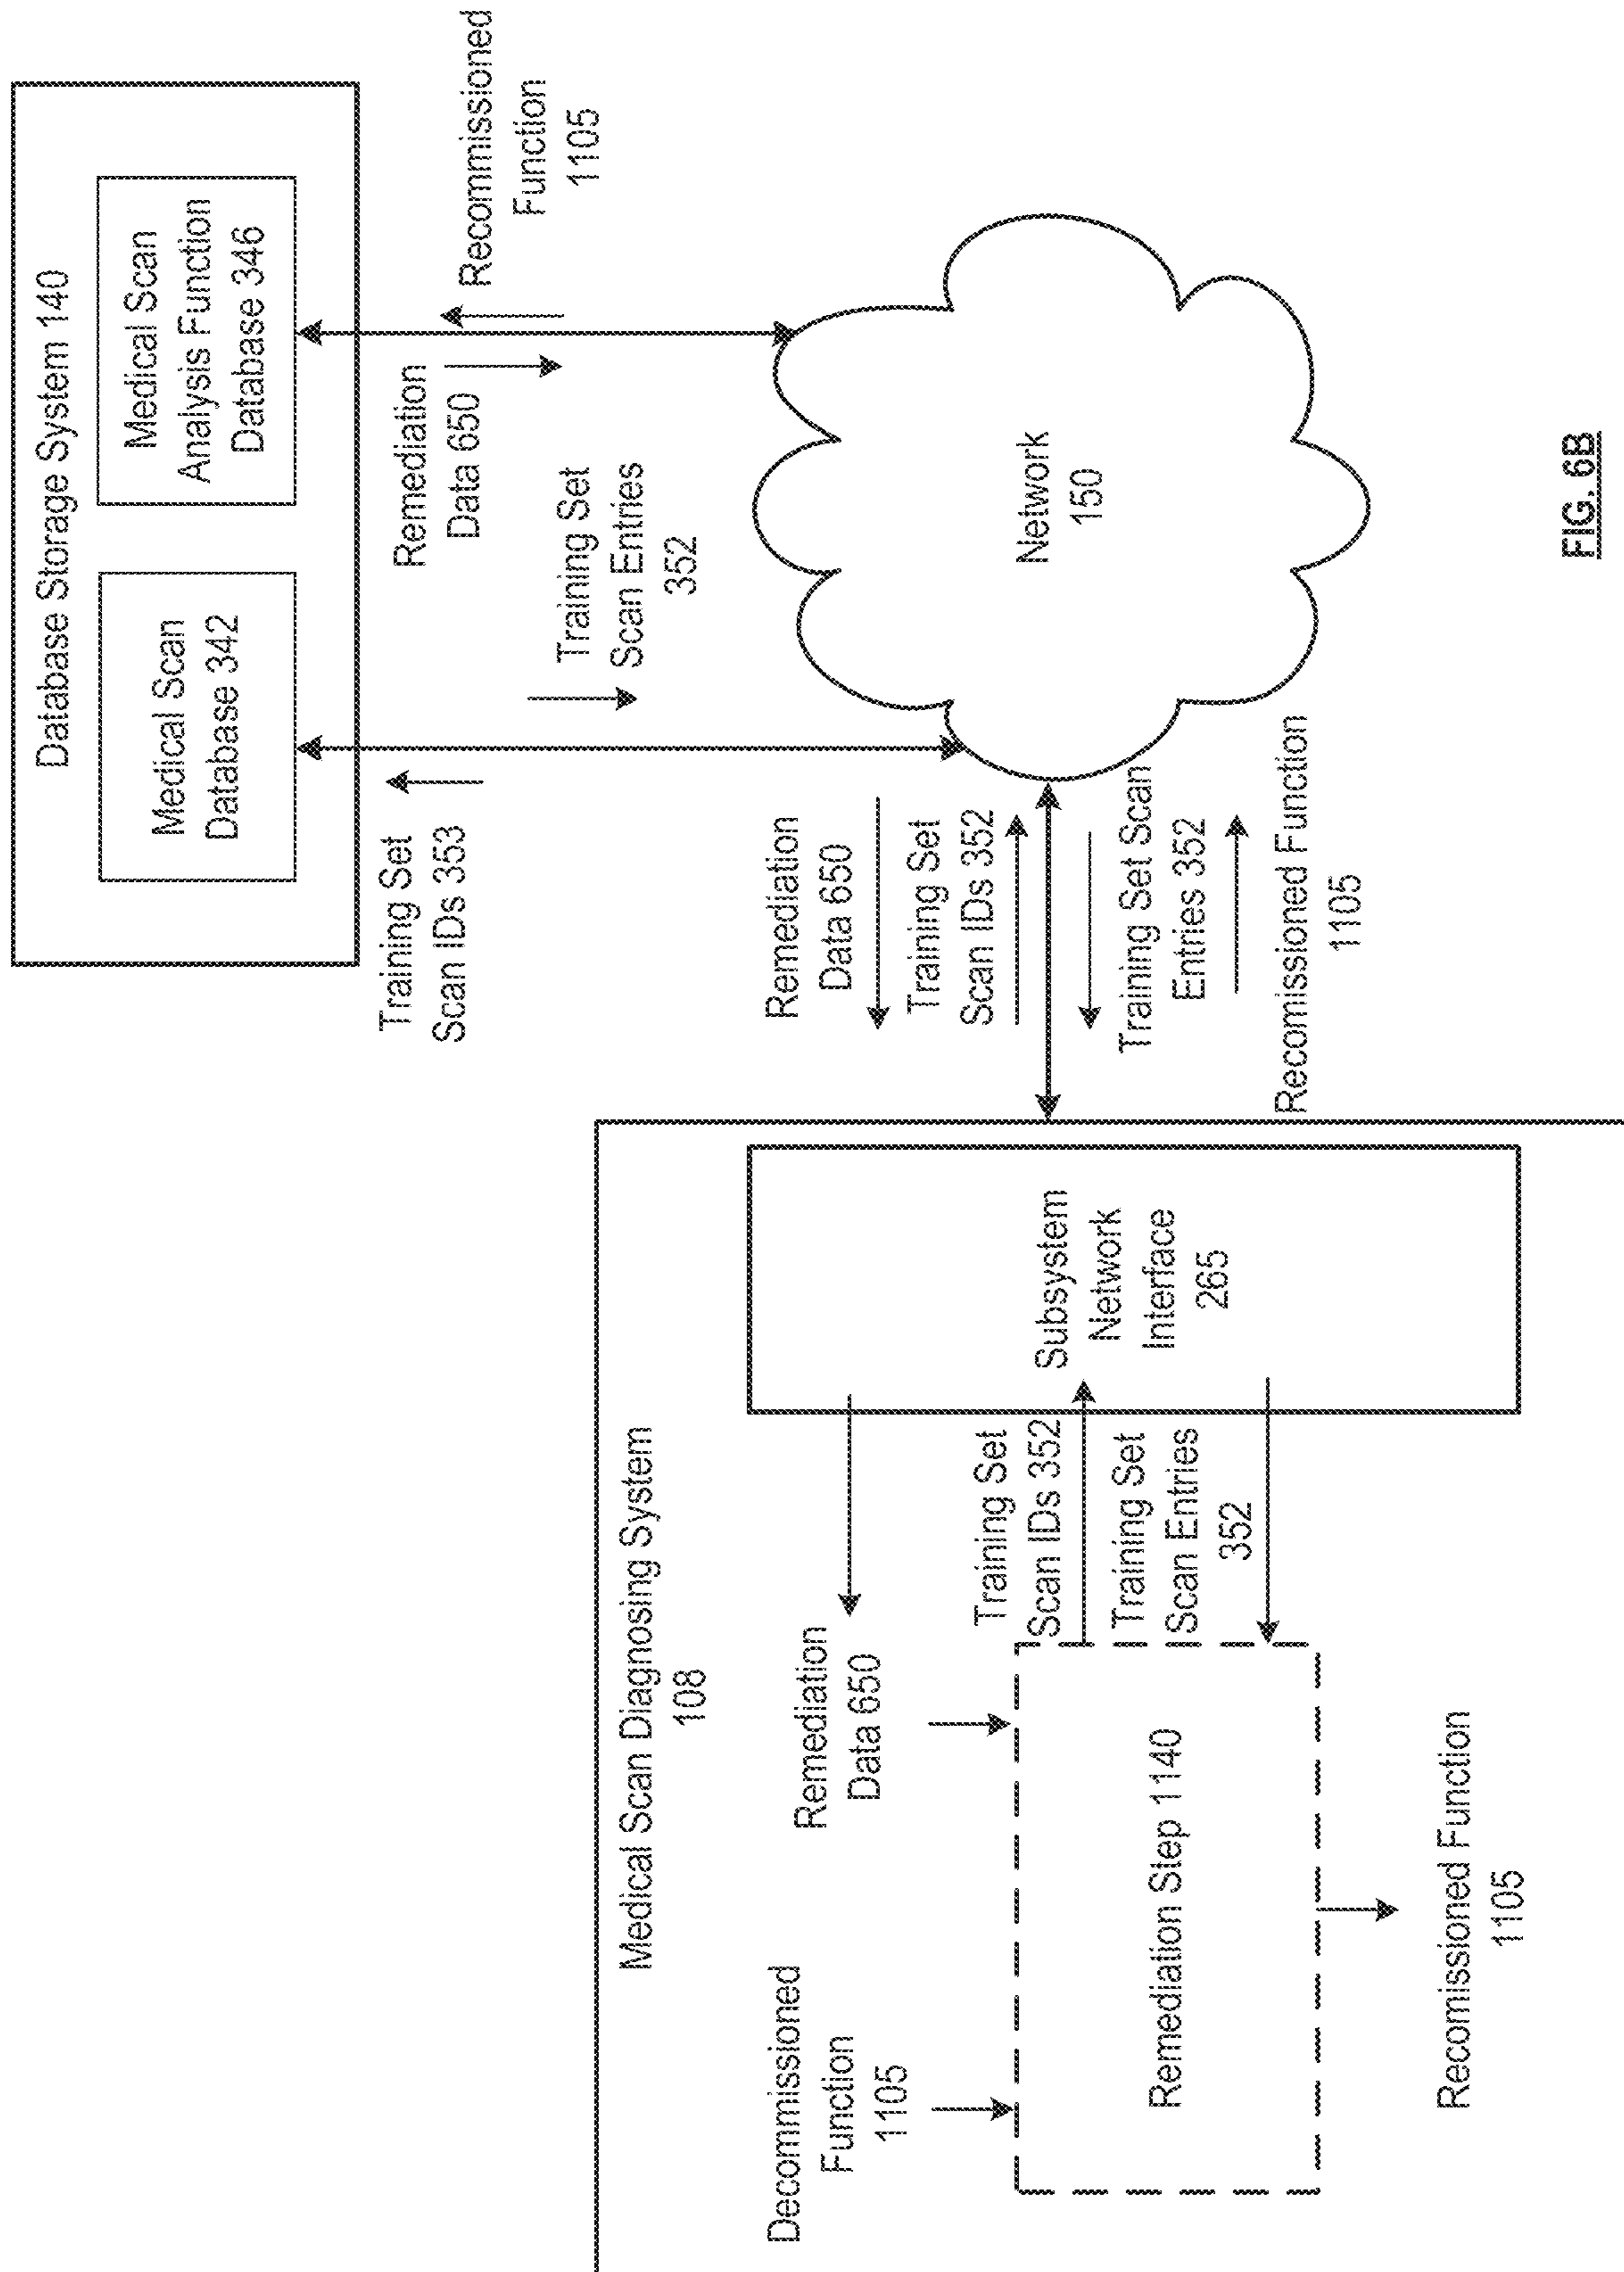 Database Storage System 140
Medical Scan
Database 342
Medical Scan
Analysis Function
Database 346
Training Set
Scan IDs 353
Remediation
Data 650
Recommissioned
Function
1105
Training Set
Scan Entries
352
Network
150
Remediation
Data 650
Training Set
Scan IDs 352
Training Set Scan
Entries 352
Recomissioned Function
1105
Medical Scan Diagnosing System
108
Subsystem
Network
Interface
265
Decommissioned
Function
1105
Remediation
Data 650
Training Set
Scan IDs 352
Training Set
Scan Entries
352
Remediation Step 1140
Recomissioned Function
1105
FIG. 6B